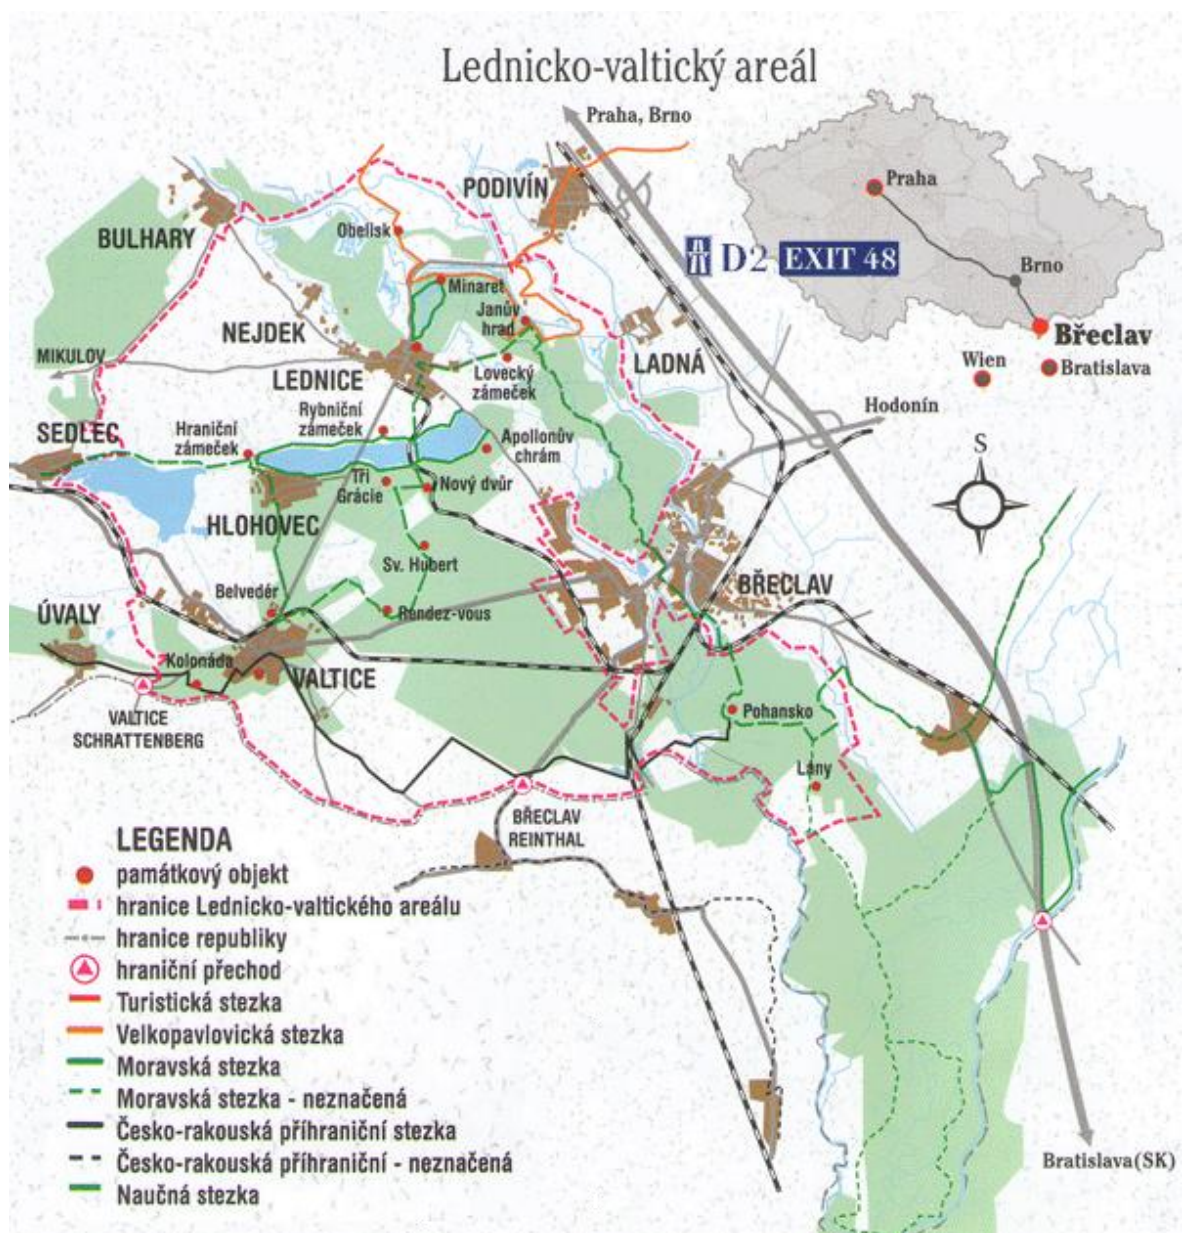 Lednicko-valtický areál
Praha, Brno
PODIVÍN
Praha
BULHARY
Obelisk
D2 EXIT 48
Brno
Minaret
Janův
hrad
Břeclav
NEJDEK
LADNÁ
Wien
Bratislava
MIKULOV
LEDNICE
Lovecký
zámeček
Hodonín
Rybniční
zámeček
SEDLEC
Hraniční
zámeček
Apollonův
chrám
S
Tři
Grácie
Nový dvůr
HLOHOVEC
Sv. Hubert
BŘECLAV
Belvedér
Rendez-vous
ÚVALY
Kolonáda
VALTICE
Pohansko
VALTICE
SCHRATTENBERG
Lány
BŘECLAV
REINTHAL
LEGENDA
památkový objekt
hranice Lednicko-valtického areálu
hranice republiky
hraniční přechod
Turistická stezka
Velkopavlovická stezka
Moravská stezka
Moravská stezka - neznačená
Česko-rakouská příhraniční stezka
Česko-rakouská příhraniční - neznačená
Naučná stezka
Bratislava(SK)